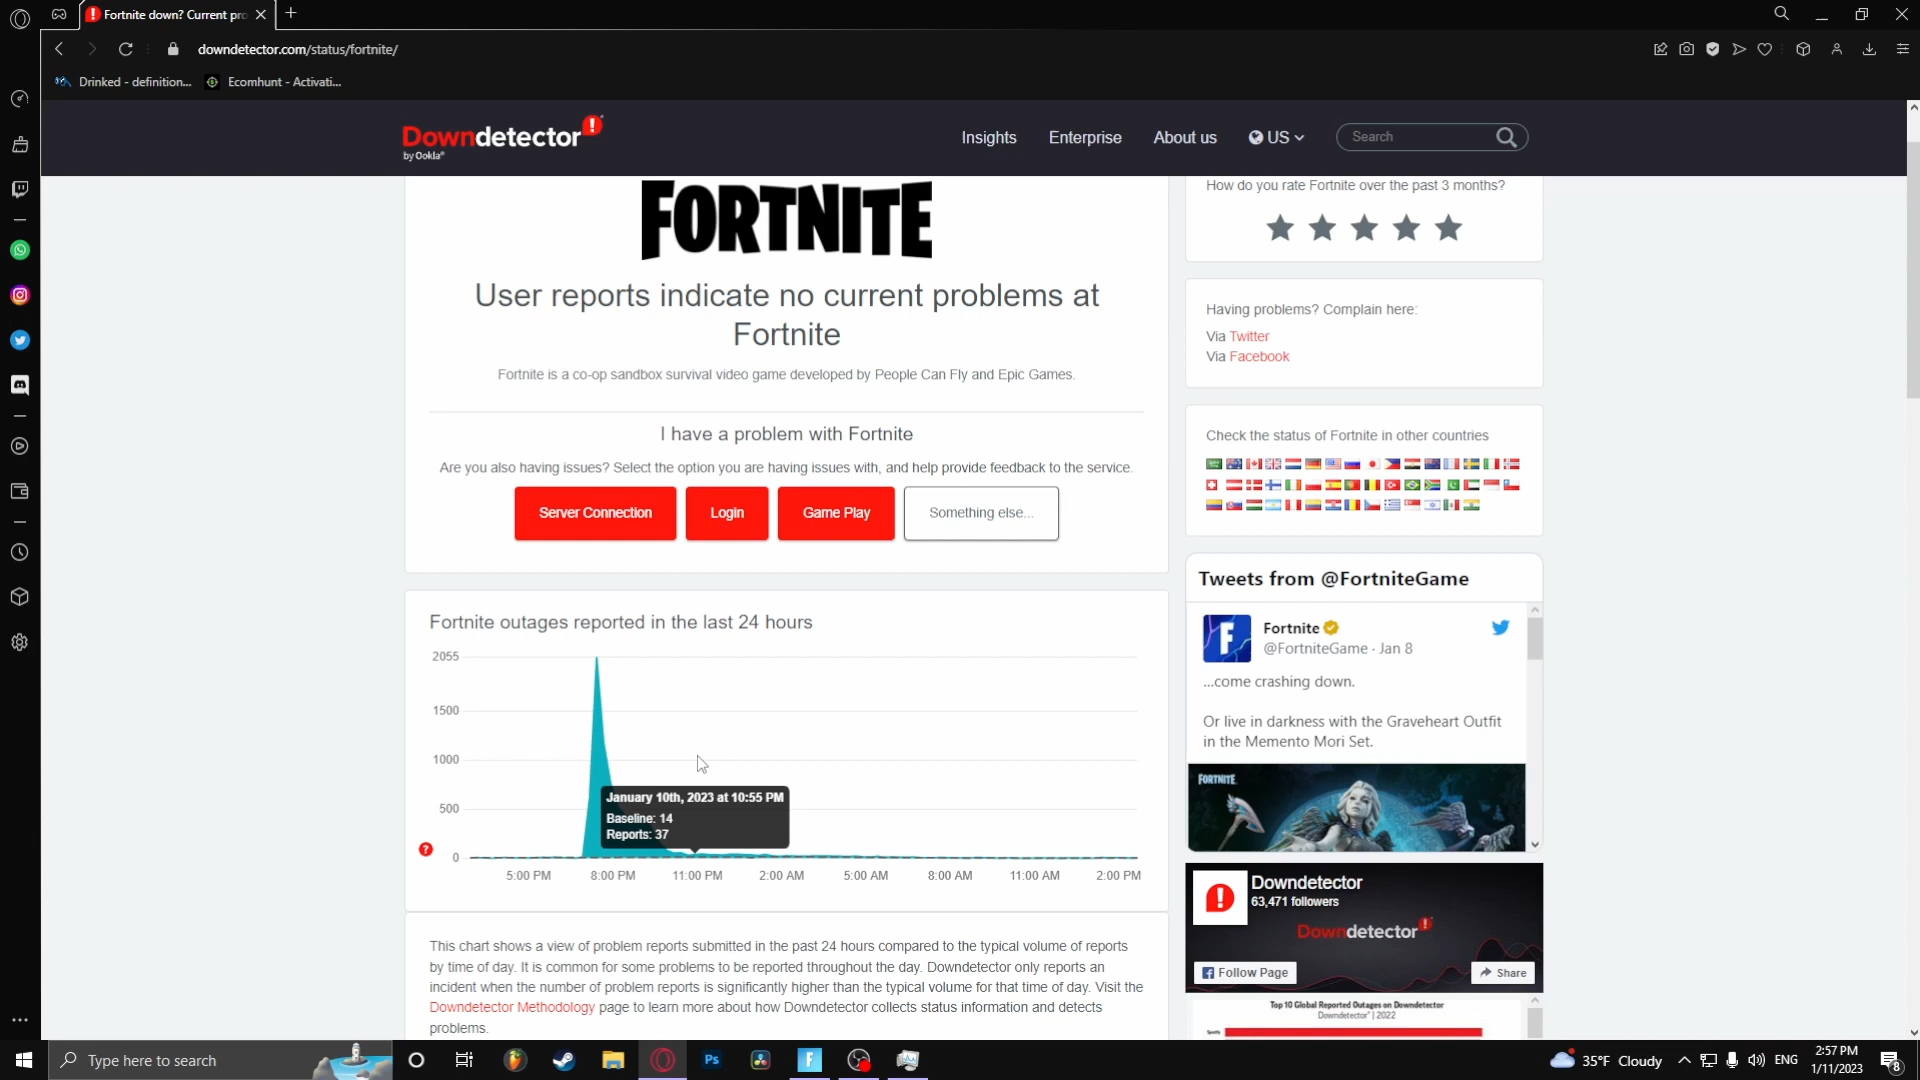 Fortnite down? Current pro
downdetector.com/status/fortnite/
Drinked - definition...
Ecomhunt - Activati...
Downdetector
by Ookla®
Insights
Enterprise
About us
US
Search
FORTNITE
User reports indicate no current problems at
Fortnite
Fortnite is a co-op sandbox survival video game developed by People Can Fly and Epic Games.
I have a problem with Fortnite
Are you also having issues? Select the option you are having issues with, and help provide feedback to the service.
Server Connection
Login
Game Play
Something else...
Fortnite outages reported in the last 24 hours
2055
1500
1000
500
0
January 10th, 2023 at 10:55 PM
Baseline: 14
Reports: 37
5:00 PM
8:00 PM
11:00 PM
2:00 AM
5:00 AM
8:00 AM
11:00 AM
2:00 PM
This chart shows a view of problem reports submitted in the past 24 hours compared to the typical volume of reports
by time of day. It is common for some problems to be reported throughout the day. Downdetector only reports an
incident when the number of problem reports is significantly higher than the typical volume for that time of day. Visit the
Downdetector Methodology page to learn more about how Downdetector collects status information and detects
problems.
How do you rate Fortnite over the past 3 months?
Having problems? Complain here:
Via Twitter
Via Facebook
Check the status of Fortnite in other countries
Tweets from @FortniteGame
Fortnite
@FortniteGame · Jan 8
...come crashing down.
Or live in darkness with the Graveheart Outfit
in the Memento Mori Set.
FORTNITE
Downdetector
63,471 followers
Downdetector
Follow Page
Share
Top 10 Global Reported Outages on Downdetector
Downdetector® | 2022
Spotify
Type here to search
Ps
35°F Cloudy
ENG
2:57 PM
1/11/2023
8